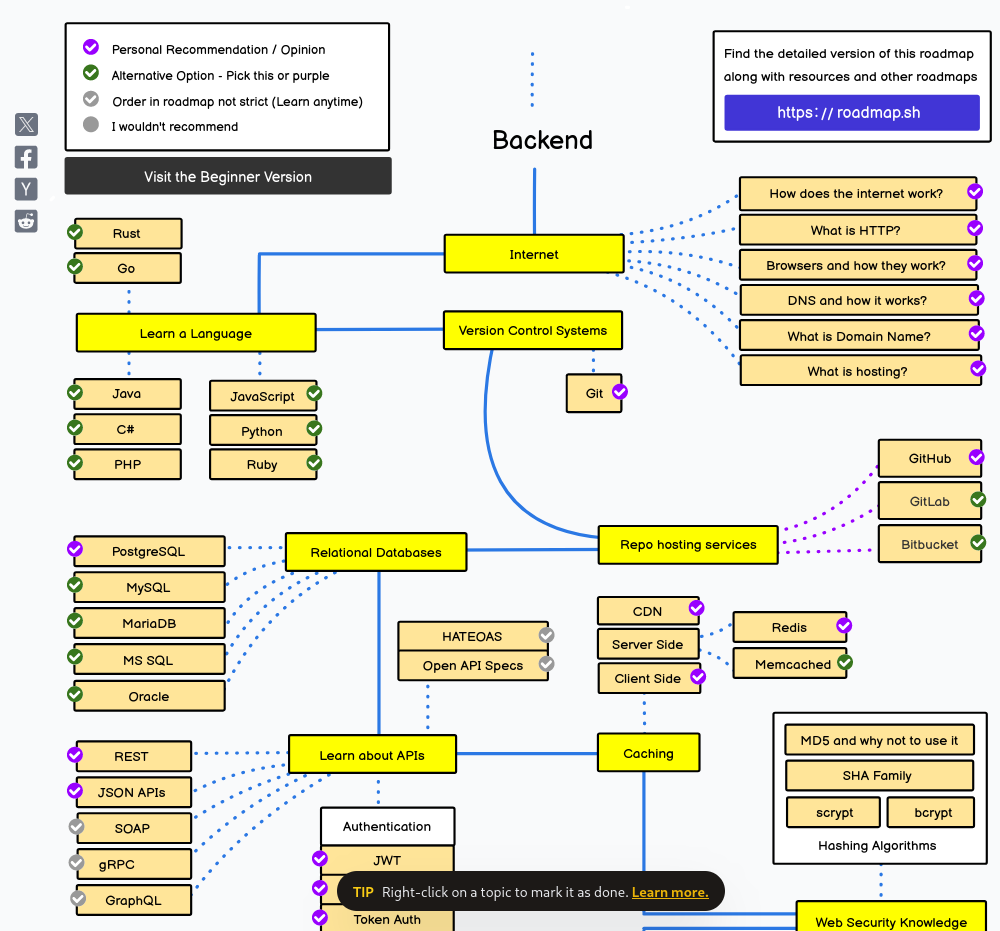 Personal Recommendation / Opinion
Alternative Option - Pick this or purple
Order in roadmap not strict (Learn anytime)
I wouldn't recommend
Visit the Beginner Version
Find the detailed version of this roadmap
along with resources and other roadmaps
https://roadmap.sh
Backend
Internet
How does the internet work?
What is HTTP?
Browsers and how they work?
DNS and how it works?
What is Domain Name?
What is hosting?
Rust
Go
Learn a Language
Java
C#
PHP
JavaScript
Python
Ruby
Version Control Systems
Git
Repo hosting services
GitHub
GitLab
Bitbucket
Relational Databases
PostgreSQL
MySQL
MariaDB
MS SQL
Oracle
HATEOAS
Open API Specs
Learn about APIs
REST
JSON APIs
SOAP
gRPC
GraphQL
Authentication
JWT
Token Auth
CDN
Server Side
Client Side
Redis
Memcached
Caching
MD5 and why not to use it
SHA Family
scrypt
bcrypt
Hashing Algorithms
Web Security Knowledge
TIP Right-click on a topic to mark it as done. Learn more.